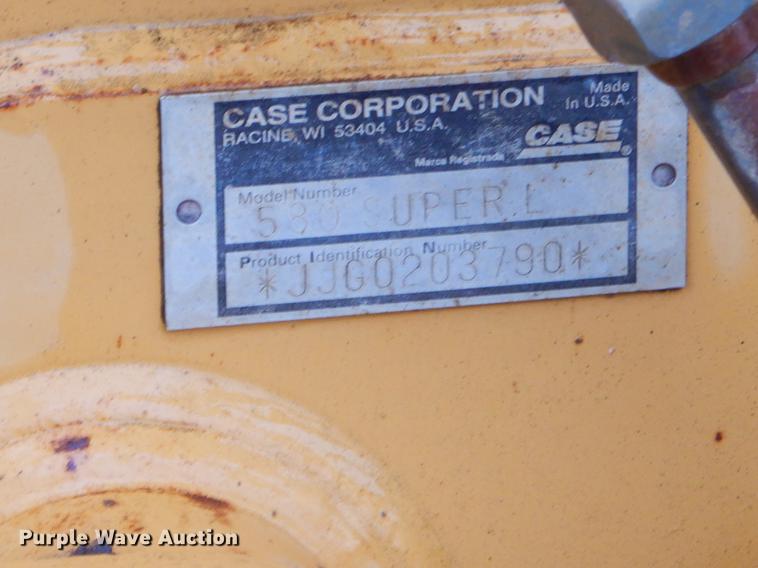 CASE CORPORATION
RACINE, WI 53404 U.S.A.
Made
In U.S.A.
CASE®
Marca Registrada
Model Number
580 SUPER L
Product Identification Number
*JJG0203790*
Purple Wave Auction